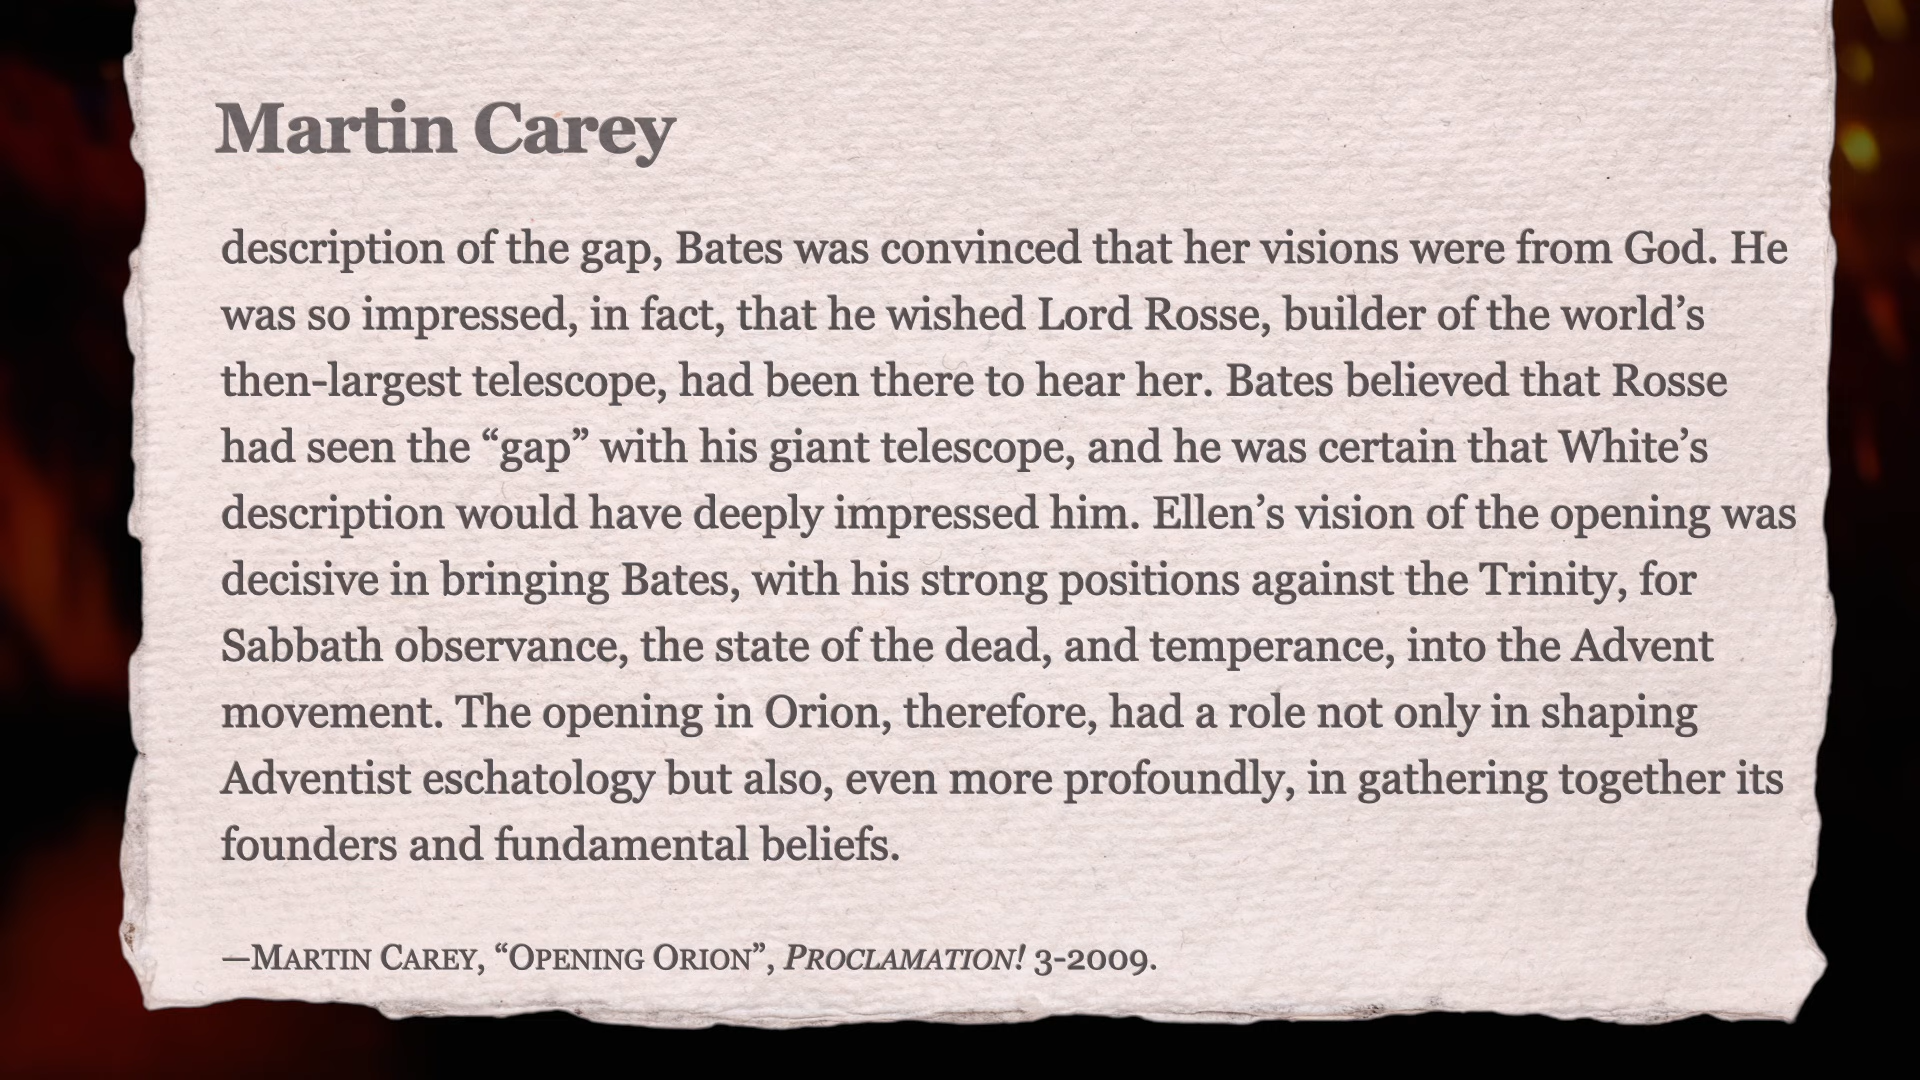 Martin Carey
description of the gap, Bates was convinced that her visions were from God. He
was so impressed, in fact, that he wished Lord Rosse, builder of the world’s
then-largest telescope, had been there to hear her. Bates believed that Rosse
had seen the “gap” with his giant telescope, and he was certain that White’s
description would have deeply impressed him. Ellen’s vision of the opening was
decisive in bringing Bates, with his strong positions against the Trinity, for
Sabbath observance, the state of the dead, and temperance, into the Advent
movement. The opening in Orion, therefore, had a role not only in shaping
Adventist eschatology but also, even more profoundly, in gathering together its
founders and fundamental beliefs.
—Martin Carey, “Opening Orion”, Proclamation! 3-2009.